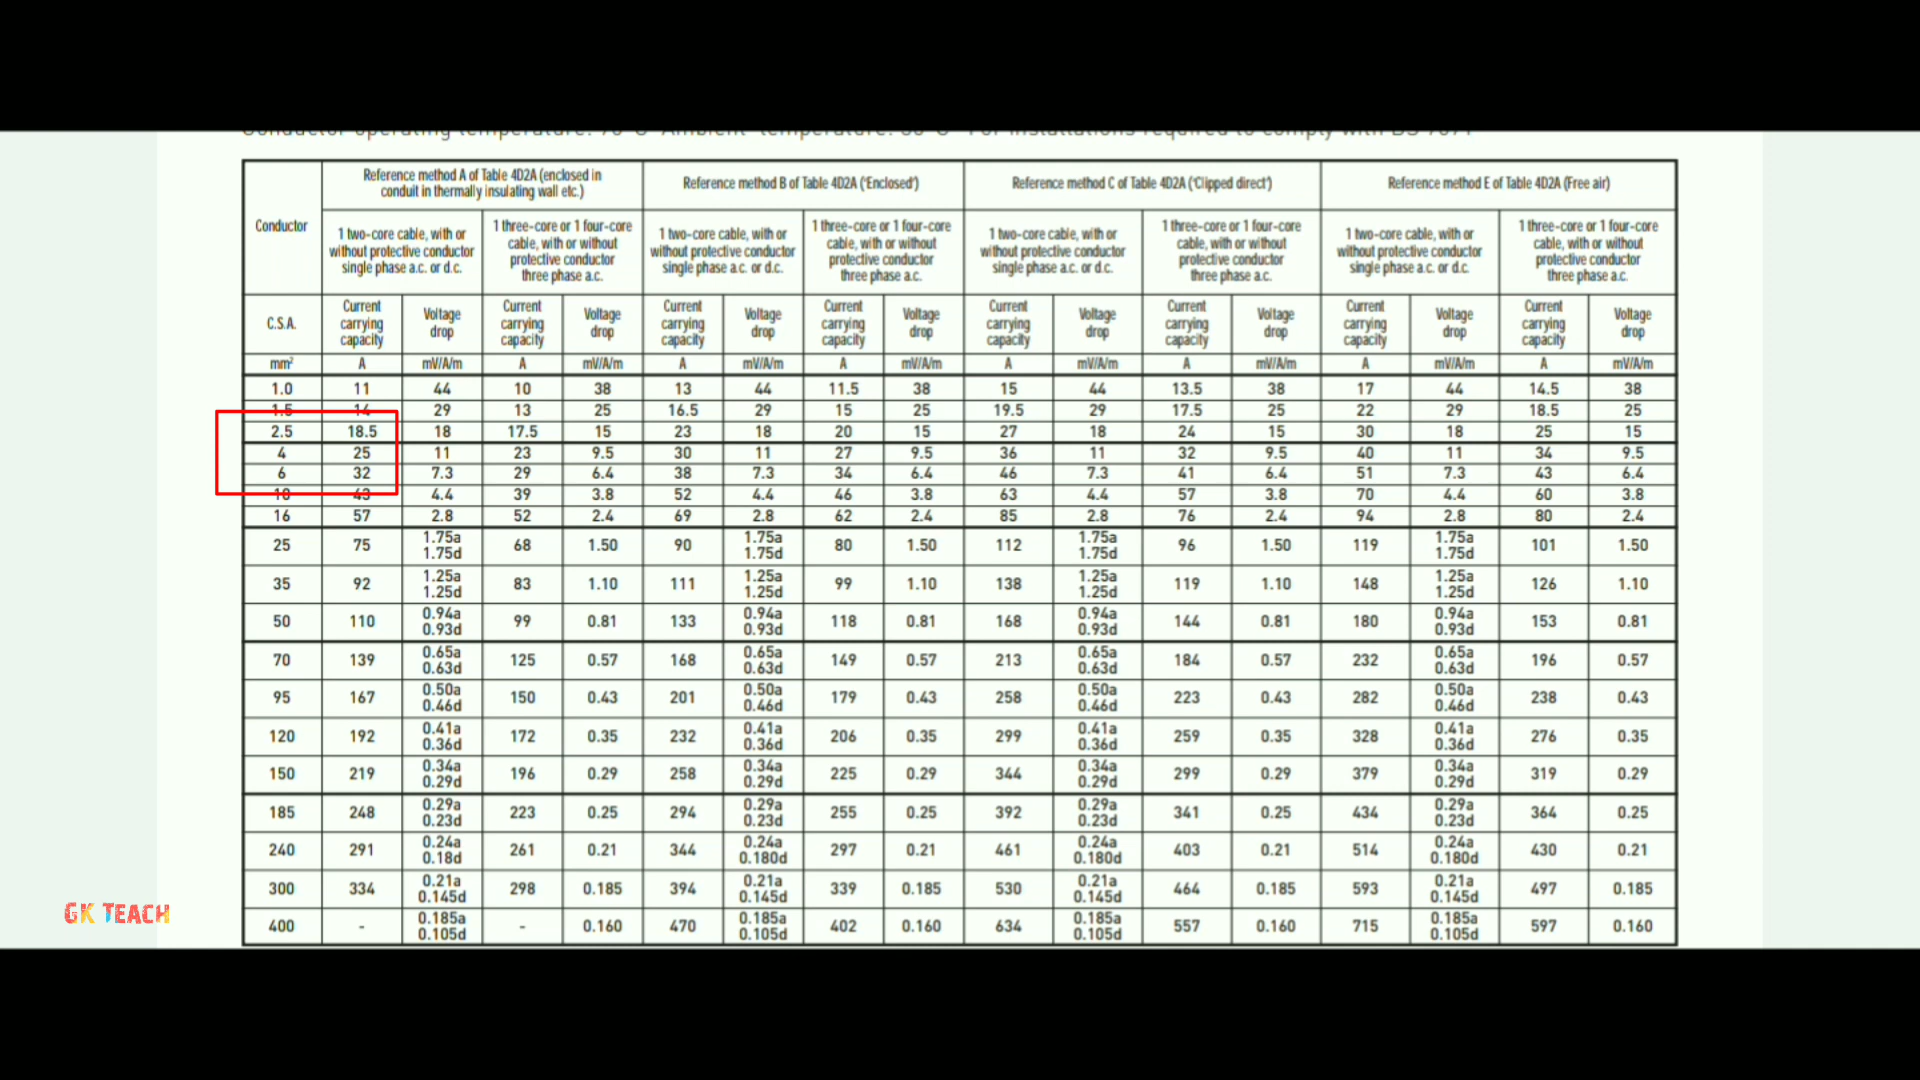 Conductor operating temperature: 70°C Ambient temperature: 30°C For installations required to comply with BS 7671
Conductor
Reference method A of Table 4D2A (enclosed in
conduit in thermally insulating wall etc.)
Reference method B of Table 4D2A ('Enclosed')
Reference method C of Table 4D2A ('Clipped direct')
Reference method E of Table 4D2A (Free air)
1 two-core cable, with or
without protective conductor
single phase a.c. or d.c.
1 three-core or 1 four-core
cable, with or without
protective conductor
three phase a.c.
1 two-core cable, with or
without protective conductor
single phase a.c. or d.c.
1 three-core or 1 four-core
cable, with or without
protective conductor
three phase a.c.
1 two-core cable, with or
without protective conductor
single phase a.c. or d.c.
1 three-core or 1 four-core
cable, with or without
protective conductor
three phase a.c.
1 two-core cable, with or
without protective conductor
single phase a.c. or d.c.
1 three-core or 1 four-core
cable, with or without
protective conductor
three phase a.c.
C.S.A.
Current
carrying
capacity
Voltage
drop
Current
carrying
capacity
Voltage
drop
Current
carrying
capacity
Voltage
drop
Current
carrying
capacity
Voltage
drop
Current
carrying
capacity
Voltage
drop
Current
carrying
capacity
Voltage
drop
Current
carrying
capacity
Voltage
drop
Current
carrying
capacity
Voltage
drop
mm² A mV/A/m A mV/A/m A mV/A/m A mV/A/m A mV/A/m A mV/A/m A mV/A/m A mV/A/m
1.0 11 44 10 38 13 44 11.5 38 15 44 13.5 38 17 44 14.5 38
1.5 14 29 13 25 16.5 29 15 25 19.5 29 17.5 25 22 29 18.5 25
2.5 18.5 18 17.5 15 23 18 20 15 27 18 24 15 30 18 25 15
4 25 11 23 9.5 30 11 27 9.5 36 11 32 9.5 40 11 34 9.5
6 32 7.3 29 6.4 38 7.3 34 6.4 46 7.3 41 6.4 51 7.3 43 6.4
10 43 4.4 39 3.8 52 4.4 46 3.8 63 4.4 57 3.8 70 4.4 60 3.8
16 57 2.8 52 2.4 69 2.8 62 2.4 85 2.8 76 2.4 94 2.8 80 2.4
25 75 1.75a 68 1.50 90 1.75a 80 1.50 112 1.75a 96 1.50 119 1.75a 101 1.50
1.75d 1.75d 1.75d 1.75d
35 92 1.25a 83 1.10 111 1.25a 99 1.10 138 1.25a 119 1.10 148 1.25a 126 1.10
1.25d 1.25d 1.25d 1.25d
50 110 0.94a 99 0.81 133 0.94a 118 0.81 168 0.94a 144 0.81 180 0.94a 153 0.81
0.93d 0.93d 0.93d 0.93d
70 139 0.65a 125 0.57 168 0.65a 149 0.57 213 0.65a 184 0.57 232 0.65a 196 0.57
0.63d 0.63d 0.63d 0.63d
95 167 0.50a 150 0.43 201 0.50a 179 0.43 258 0.50a 223 0.43 282 0.50a 238 0.43
0.46d 0.46d 0.46d 0.46d
120 192 0.41a 172 0.35 232 0.41a 206 0.35 299 0.41a 259 0.35 328 0.41a 276 0.35
0.36d 0.36d 0.36d 0.36d
150 219 0.34a 196 0.29 258 0.34a 225 0.29 344 0.34a 299 0.29 379 0.34a 319 0.29
0.29d 0.29d 0.29d 0.29d
185 248 0.29a 223 0.25 294 0.29a 255 0.25 392 0.29a 341 0.25 434 0.29a 364 0.25
0.23d 0.23d 0.23d 0.23d
240 291 0.24a 261 0.21 344 0.24a 297 0.21 461 0.24a 403 0.21 514 0.24a 430 0.21
0.18d 0.180d 0.180d 0.180d
300 334 0.21a 298 0.185 394 0.21a 339 0.185 530 0.21a 464 0.185 593 0.21a 497 0.185
0.145d 0.145d 0.145d 0.145d
400 - 0.185a - 0.160 470 0.185a 402 0.160 634 0.185a 557 0.160 715 0.185a 597 0.160
0.105d 0.105d 0.105d 0.105d
GK TEACH